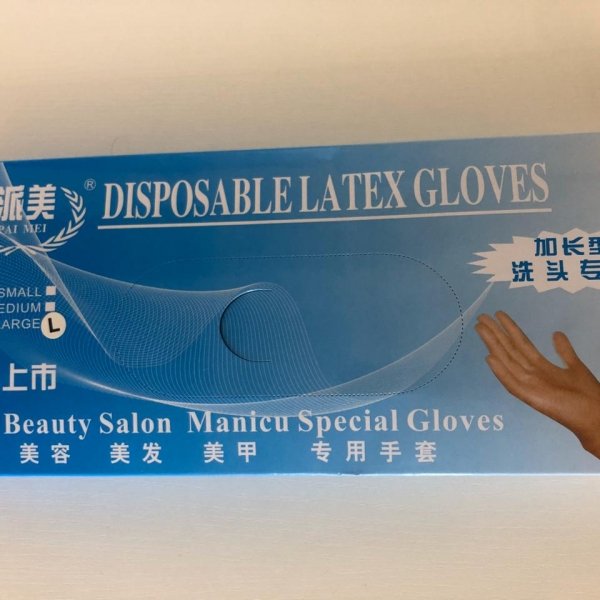 派美®
PAI MEI
DISPOSABLE LATEX GLOVES
加长型
洗头专
SMALL
MEDIUM
LARGE L
上市
Beauty Salon Manicu Special Gloves
美容 美发 美甲 专用手套